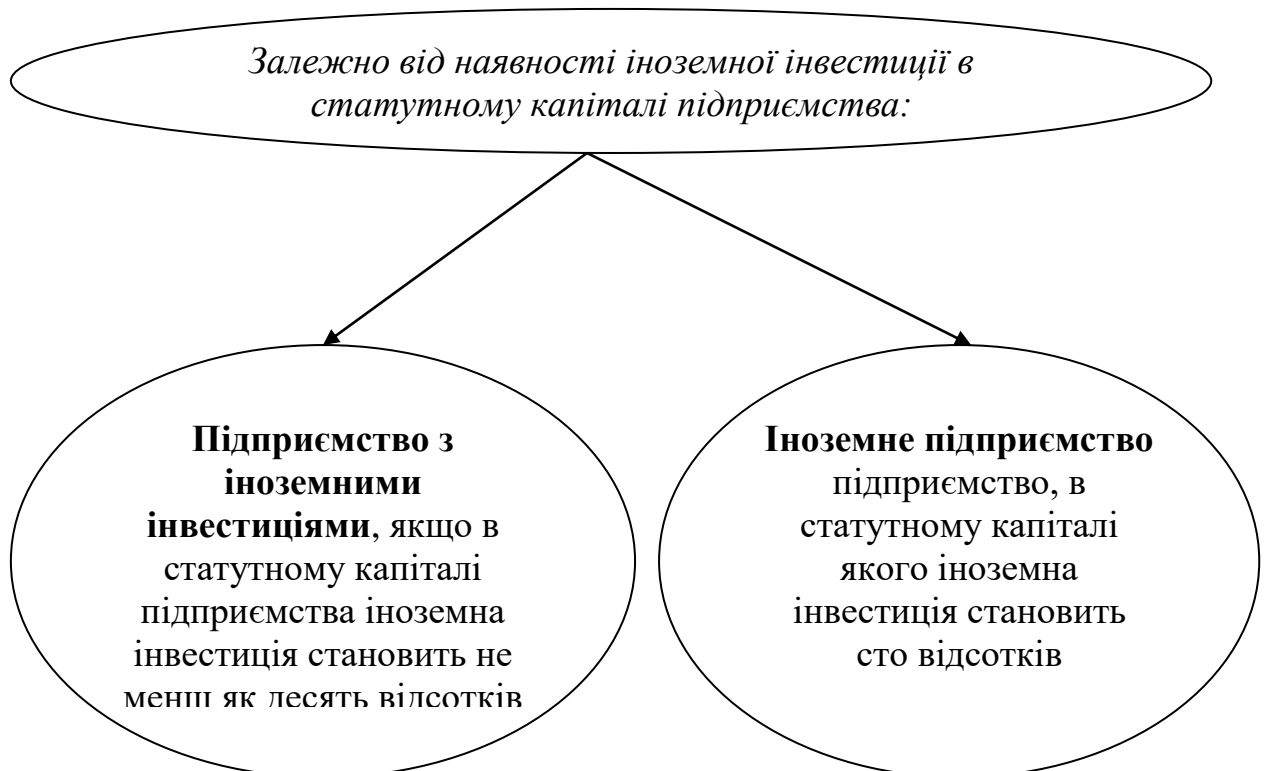 Залежно від наявності іноземної інвестиції в
статутному капіталі підприємства:
Підприємство з
іноземними
інвестиціями, якщо в
статутному капіталі
підприємства іноземна
інвестиція становить не
менш як десять відсотків
Іноземне підприємство
підприємство, в
статутному капіталі
якого іноземна
інвестиція становить
сто відсотків